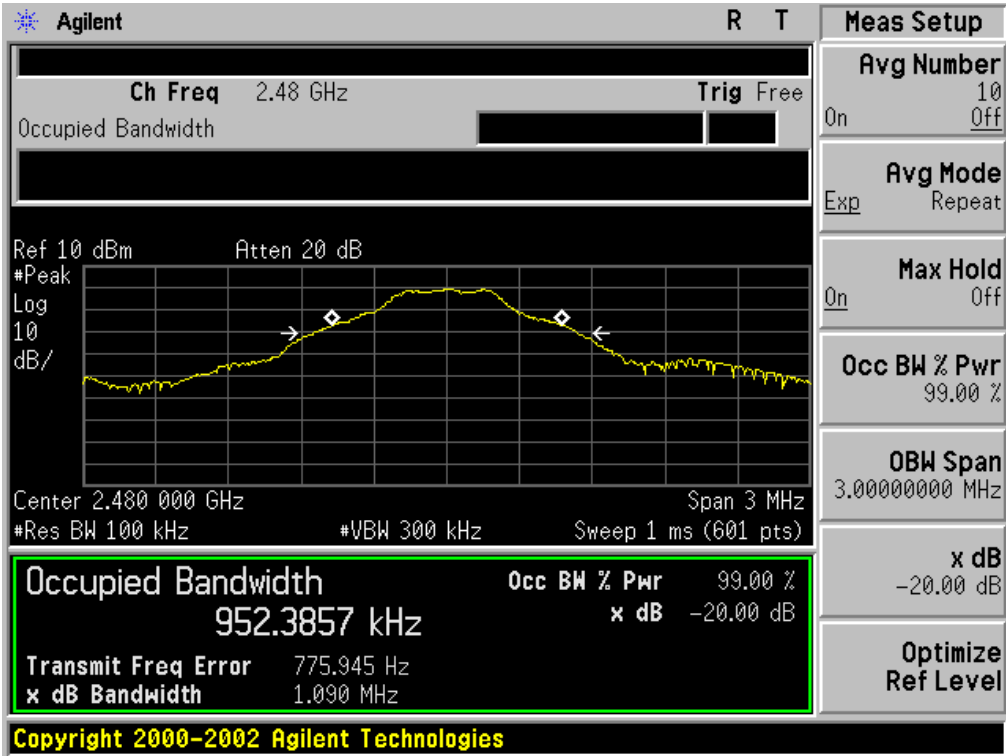 Agilent R T
Ch Freq 2.48 GHz Trig Free
Occupied Bandwidth
Ref 10 dBm Atten 20 dB
#Peak
Log
10
dB/
Center 2.480 000 GHz Span 3 MHz
#Res BW 100 kHz #VBW 300 kHz Sweep 1 ms (601 pts)
Occupied Bandwidth Occ BW % Pwr 99.00 %
952.3857 kHz x dB -20.00 dB
Transmit Freq Error 775.945 Hz
x dB Bandwidth 1.090 MHz
Copyright 2000-2002 Agilent Technologies
Meas Setup
Avg Number
10
On Off
Avg Mode
Exp Repeat
Max Hold
On Off
Occ BW % Pwr
99.00 %
OBW Span
3.00000000 MHz
x dB
-20.00 dB
Optimize
Ref Level